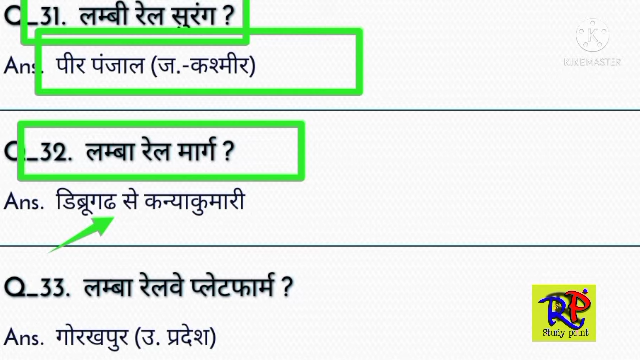 Q_31. लम्बी रेल सुरंग ?
Ans. पीर पंजाल (ज.-कश्मीर)
KINEMASTER
Q_32. लम्बा रेल मार्ग ?
Ans. डिब्रूगढ से कन्याकुमारी
Q_33. लम्बा रेलवे प्लेटफार्म ?
Ans. गोरखपुर (उ. प्रदेश)
RP
Study point